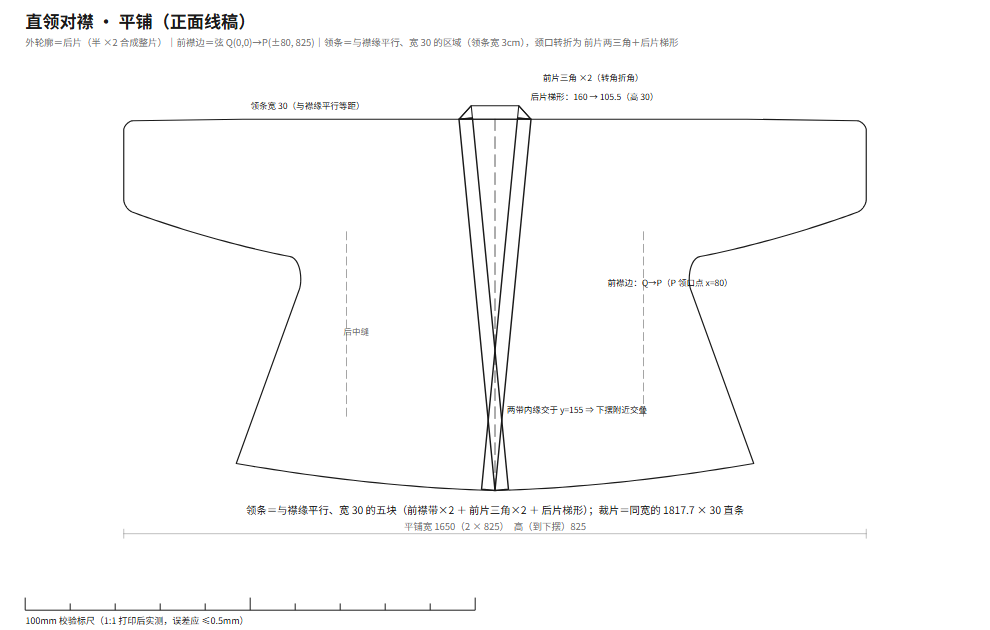 直领对襟 · 平铺（正面线稿）
外轮廓＝后片（半 ×2 合成整片）｜前襟边＝弦 Q(0,0)→P(±80, 825)｜领条＝与襟缘平行、宽 30 的区域（领条宽 3cm），颈口转折为 前片两三角＋后片梯形
前片三角 ×2（转角折角）
后片梯形：160 → 105.5（高 30）
领条宽 30（与襟缘平行等距）
前襟边：Q→P（P 领口点 x=80）
后中缝
两带内缘交于 y=155 ⇒ 下摆附近交叠
领条＝与襟缘平行、宽 30 的五块（前襟带×2 ＋ 前片三角×2 ＋ 后片梯形）；裁片＝同宽的 1817.7 × 30 直条
平铺宽 1650（2 × 825） 高（到下摆）825
100mm 校验标尺（1:1 打印后实测，误差应 ≤0.5mm）